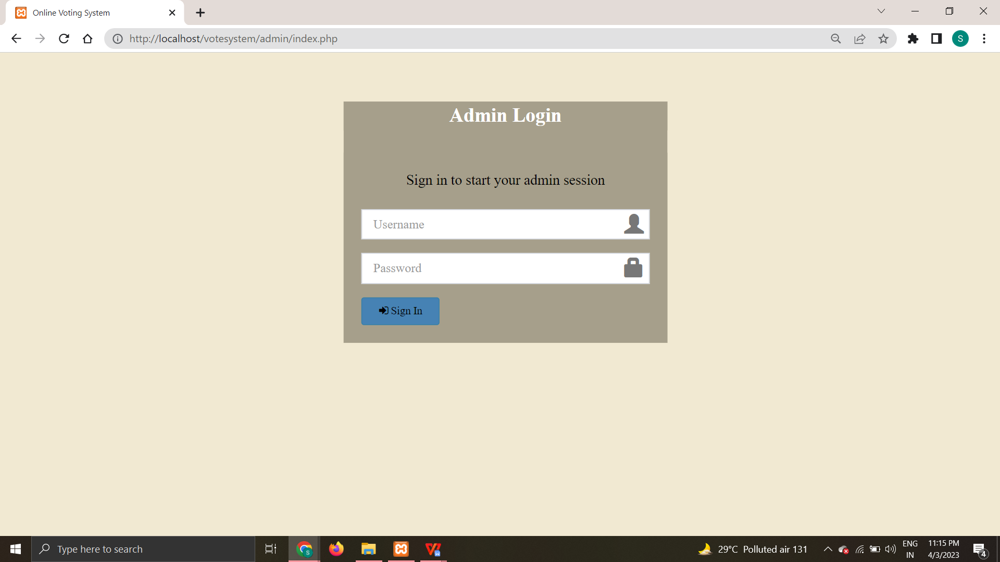 Online Voting System
http://localhost/votesystem/admin/index.php
S
Admin Login
Sign in to start your admin session
Username
Password
Sign In
Type here to search
S
W
29°C Polluted air 131
ENG
IN
11:15 PM
4/3/2023
4